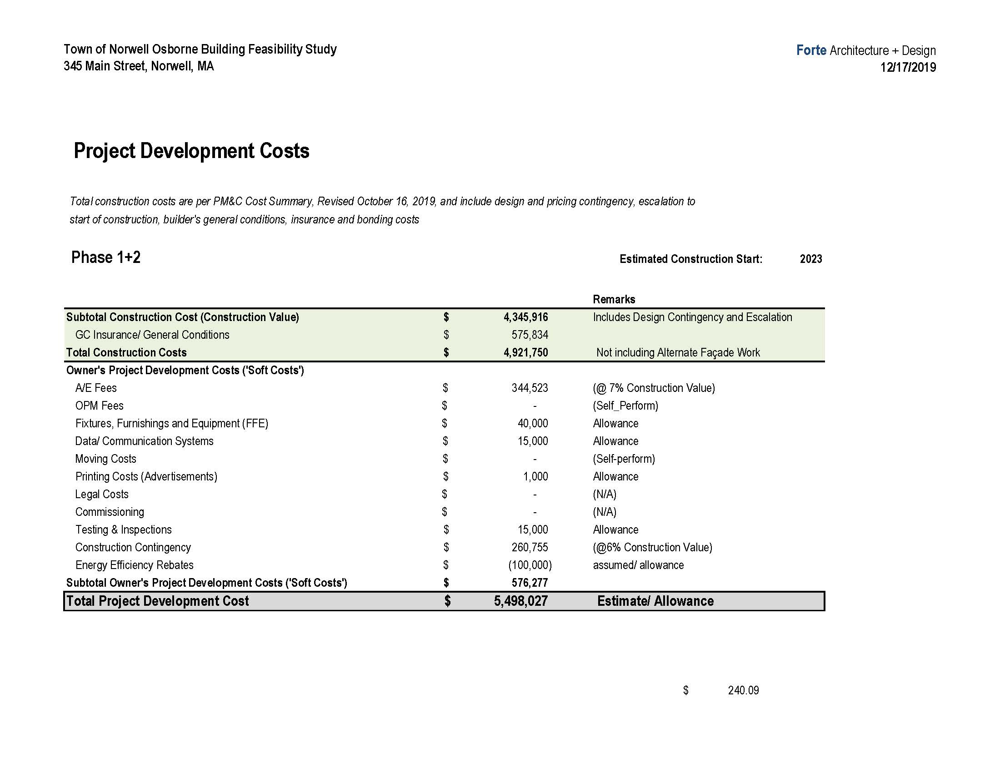 Town of Norwell Osborne Building Feasibility Study
345 Main Street, Norwell, MA
Forte Architecture + Design
12/17/2019
Project Development Costs
Total construction costs are per PM&C Cost Summary, Revised October 16, 2019, and include design and pricing contingency, escalation to
start of construction, builder's general conditions, insurance and bonding costs
Phase 1+2 Estimated Construction Start: 2023
Remarks
Subtotal Construction Cost (Construction Value) $ 4,345,916 Includes Design Contingency and Escalation
GC Insurance/ General Conditions $ 575,834
Total Construction Costs $ 4,921,750 Not including Alternate Façade Work
Owner's Project Development Costs ('Soft Costs')
A/E Fees $ 344,523 (@ 7% Construction Value)
OPM Fees $ - (Self_Perform)
Fixtures, Furnishings and Equipment (FFE) $ 40,000 Allowance
Data/ Communication Systems $ 15,000 Allowance
Moving Costs $ - (Self-perform)
Printing Costs (Advertisements) $ 1,000 Allowance
Legal Costs $ - (N/A)
Commissioning $ - (N/A)
Testing & Inspections $ 15,000 Allowance
Construction Contingency $ 260,755 (@6% Construction Value)
Energy Efficiency Rebates $ (100,000) assumed/ allowance
Subtotal Owner's Project Development Costs ('Soft Costs') $ 576,277
Total Project Development Cost $ 5,498,027 Estimate/ Allowance
$ 240.09